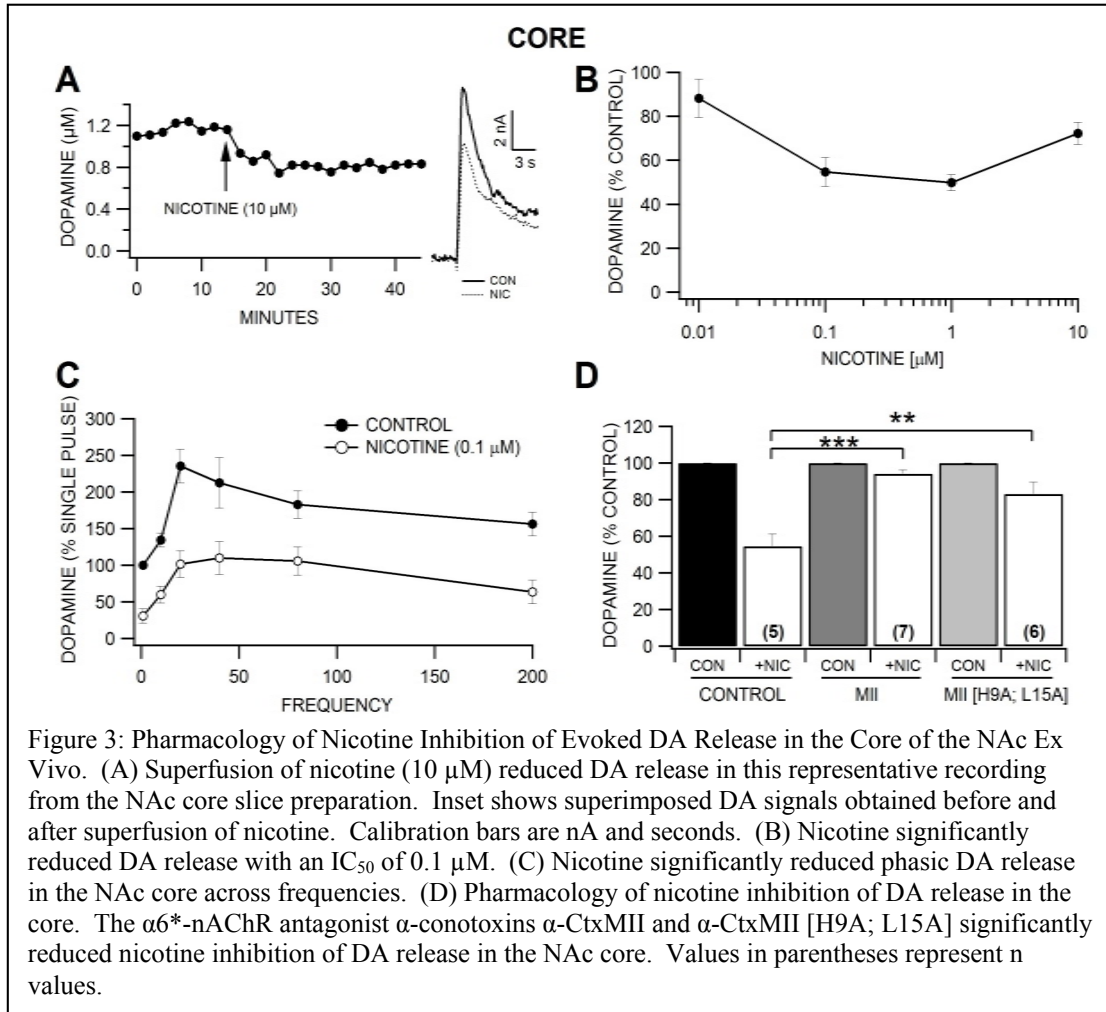 CORE
A
DOPAMINE (µM)
1.2
0.8
0.4
0.0
NICOTINE (10 µM)
0 10 20 30 40
MINUTES
2 nA
3 s
CON
NIC
B
DOPAMINE (% CONTROL)
100
80
60
40
20
0
0.01 0.1 1 10
NICOTINE [µM]
C
DOPAMINE (% SINGLE PULSE)
300
250
200
150
100
50
0
CONTROL
NICOTINE (0.1 µM)
0 50 100 150 200
FREQUENCY
D
DOPAMINE (% CONTROL)
120
100
80
60
40
20
0
**
***
(5) (7) (6)
CON +NIC CON +NIC CON +NIC
CONTROL MII MII [H9A; L15A]
Figure 3: Pharmacology of Nicotine Inhibition of Evoked DA Release in the Core of the NAc Ex
Vivo. (A) Superfusion of nicotine (10 µM) reduced DA release in this representative recording
from the NAc core slice preparation. Inset shows superimposed DA signals obtained before and
after superfusion of nicotine. Calibration bars are nA and seconds. (B) Nicotine significantly
reduced DA release with an IC50 of 0.1 µM. (C) Nicotine significantly reduced phasic DA release
in the NAc core across frequencies. (D) Pharmacology of nicotine inhibition of DA release in the
core. The α6*-nAChR antagonist α-conotoxins α-CtxMII and α-CtxMII [H9A; L15A] significantly
reduced nicotine inhibition of DA release in the NAc core. Values in parentheses represent n
values.